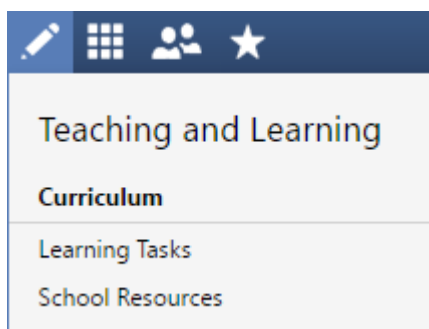 Teaching and Learning
Curriculum
Learning Tasks
School Resources